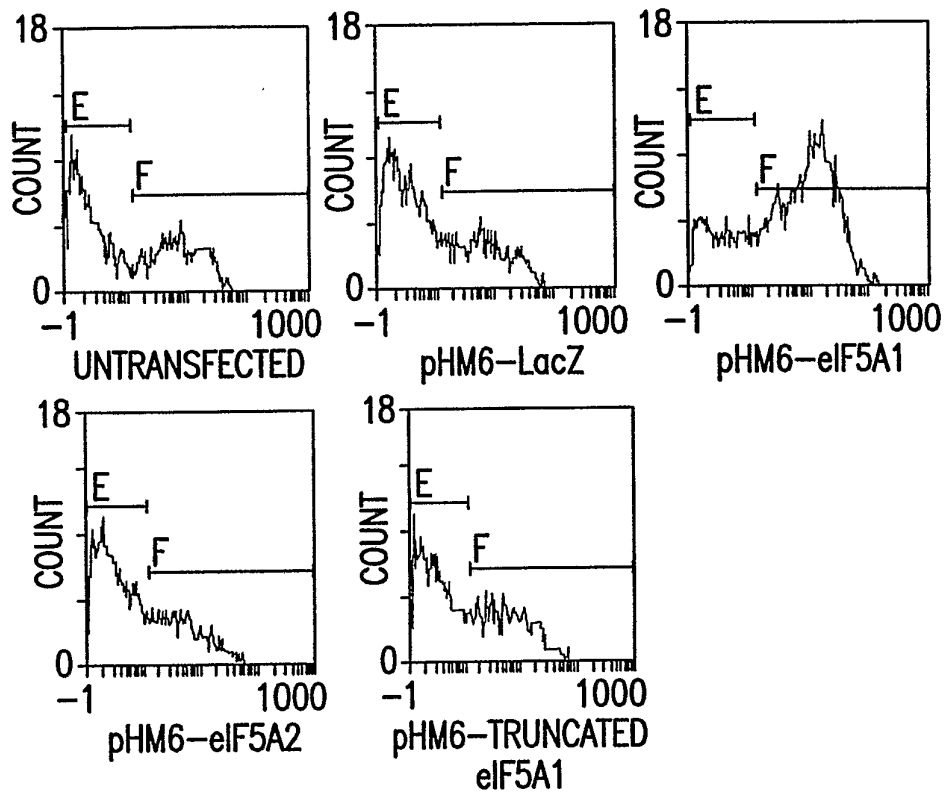 18
COUNT
E
F
0
-1 1000
UNTRANSFECTED
18
COUNT
E
F
0
-1 1000
pHM6-LacZ
18
COUNT
E
F
0
-1 1000
pHM6-eIF5A1
18
COUNT
E
F
0
-1 1000
pHM6-eIF5A2
18
COUNT
E
F
0
-1 1000
pHM6-TRUNCATED
eIF5A1